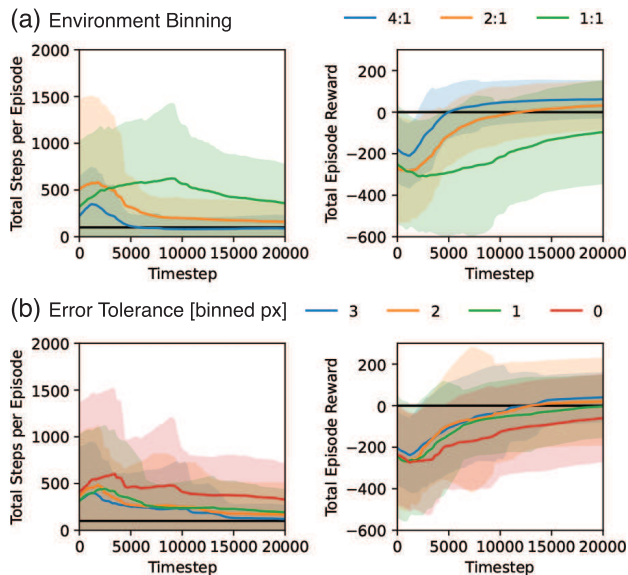 (a) Environment Binning
4:1 2:1 1:1
Total Steps per Episode
2000
1500
1000
500
0
0 5000 10000 15000 20000
Timestep
Total Episode Reward
200
0
−200
−400
−600
0 5000 10000 15000 20000
Timestep
(b) Error Tolerance [binned px] 3 2 1 0
Total Steps per Episode
2000
1500
1000
500
0
0 5000 10000 15000 20000
Timestep
Total Episode Reward
200
0
−200
−400
−600
0 5000 10000 15000 20000
Timestep